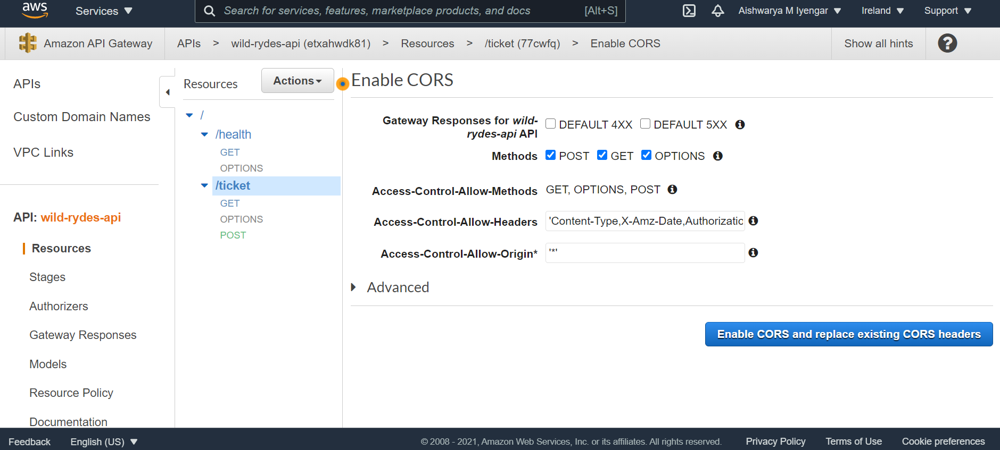 aws
Services
Search for services, features, marketplace products, and docs [Alt+S]
Aishwarya M Iyengar
Ireland
Support
Amazon API Gateway
APIs > wild-rydes-api (etxahwdk81) > Resources > /ticket (77cwfq) > Enable CORS
Show all hints
?
APIs
Custom Domain Names
VPC Links
API: wild-rydes-api
Resources
Stages
Authorizers
Gateway Responses
Models
Resource Policy
Documentation
Resources
Actions
/
/health
GET
OPTIONS
/ticket
GET
OPTIONS
POST
Enable CORS
Gateway Responses for wild-
rydes-api API
DEFAULT 4XX DEFAULT 5XX
Methods POST GET OPTIONS
Access-Control-Allow-Methods GET, OPTIONS, POST
Access-Control-Allow-Headers 'Content-Type,X-Amz-Date,Authorizatio
Access-Control-Allow-Origin* '*'
Advanced
Enable CORS and replace existing CORS headers
Feedback
English (US)
© 2008 - 2021, Amazon Web Services, Inc. or its affiliates. All rights reserved.
Privacy Policy
Terms of Use
Cookie preferences